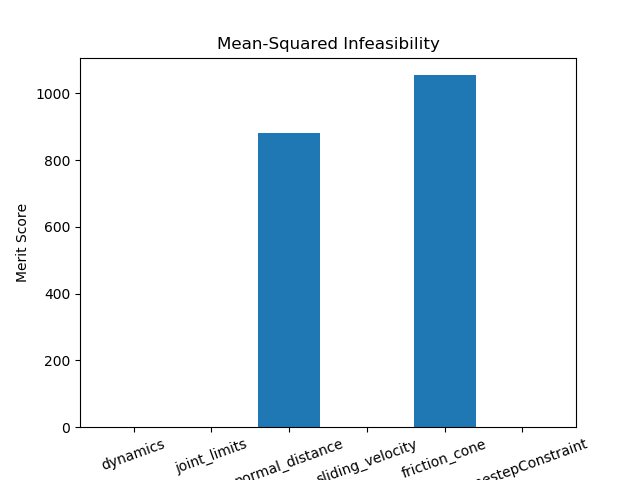 Mean-Squared Infeasibility
Merit Score
1000
800
600
400
200
0
dynamics
joint_limits
normal_distance
sliding_velocity
friction_cone
estepConstraint